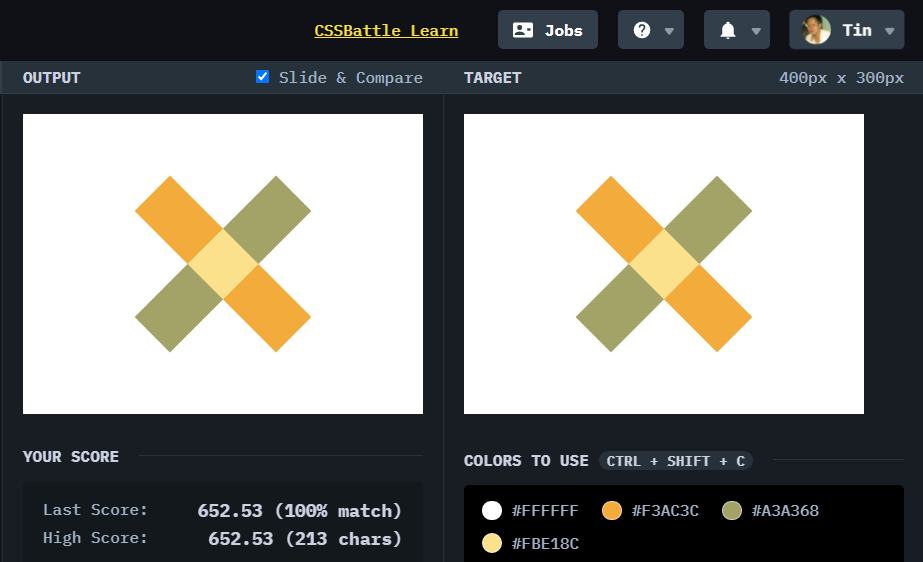 CSSBattle Learn Jobs Tin
OUTPUT Slide & Compare TARGET 400px x 300px
YOUR SCORE COLORS TO USE CTRL + SHIFT + C
Last Score: 652.53 (100% match) #FFFFFF #F3AC3C #A3A368
High Score: 652.53 (213 chars) #FBE18C